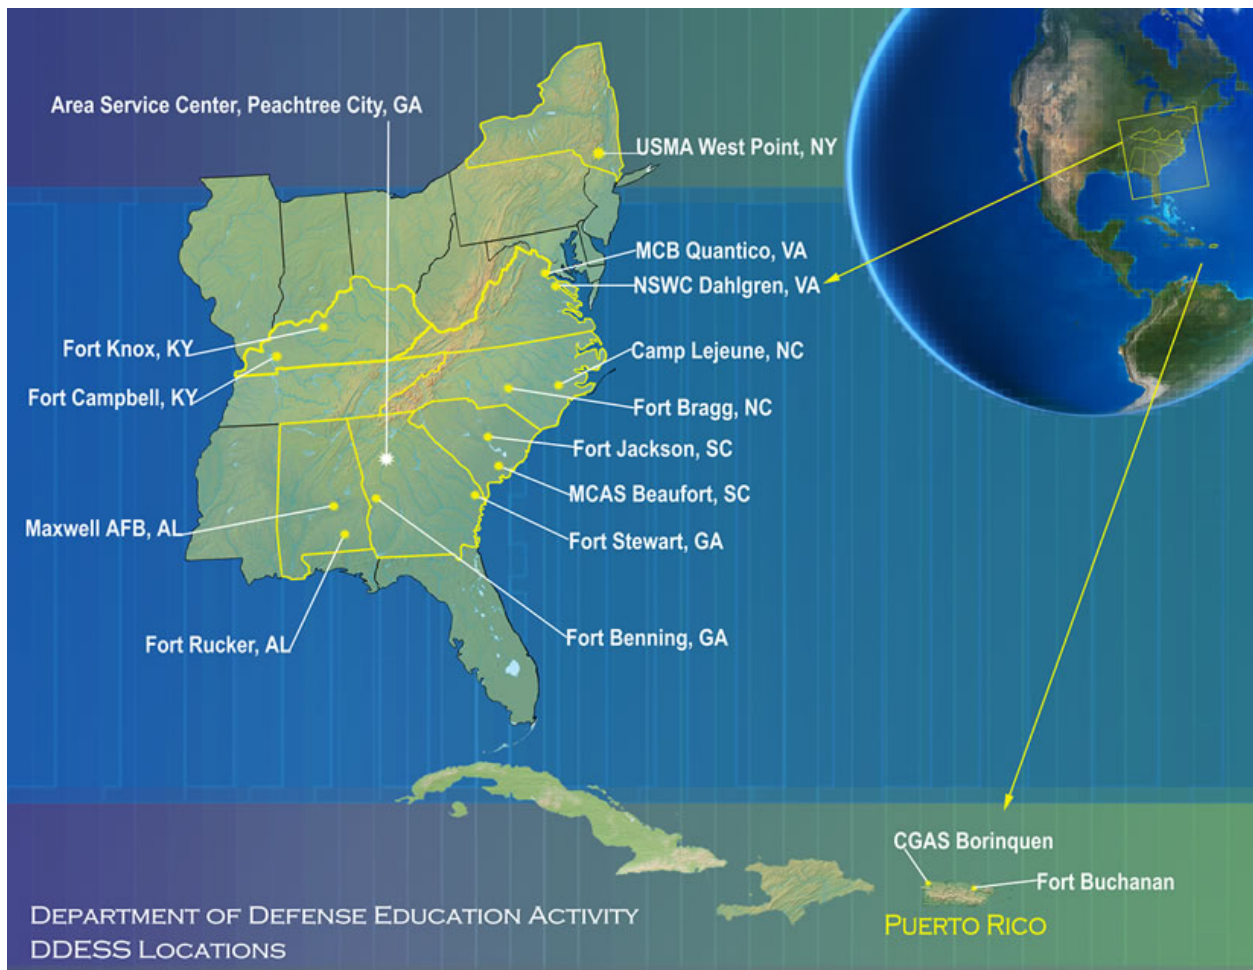 Area Service Center, Peachtree City, GA
USMA West Point, NY
MCB Quantico, VA
NSWC Dahlgren, VA
Fort Knox, KY
Camp Lejeune, NC
Fort Campbell, KY
Fort Bragg, NC
Fort Jackson, SC
MCAS Beaufort, SC
Maxwell AFB, AL
Fort Stewart, GA
Fort Rucker, AL
Fort Benning, GA
CGAS Borinquen
Fort Buchanan
PUERTO RICO
DEPARTMENT OF DEFENSE EDUCATION ACTIVITY
DDESS LOCATIONS